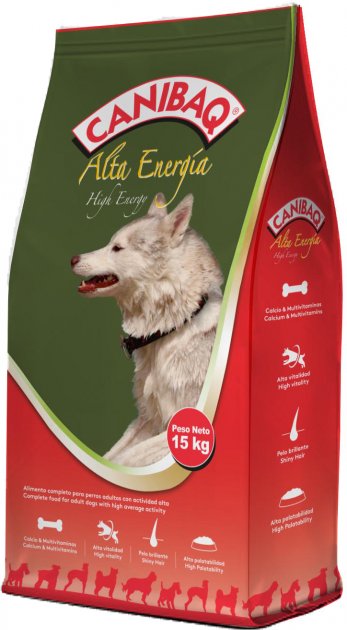 CANIBAQ®
Alta Energía
High Energy
Peso Neto
15 kg
Alimento completo para perros adultos con actividad alta
Complete food for adult dogs with high average activity
Calcio & Multivitaminas
Calcium & Multivitamins
Alta vitalidad
High vitality
Pelo brillante
Shiny Hair
Alta palatabilidad
High Palatability
CANIBAQ
Alta Energía
High Energy
Calcio & Multivitaminas
Calcium & Multivitamins
Alta vitalidad
High vitality
Pelo brillante
Shiny Hair
Alta palatabilidad
High Palatability